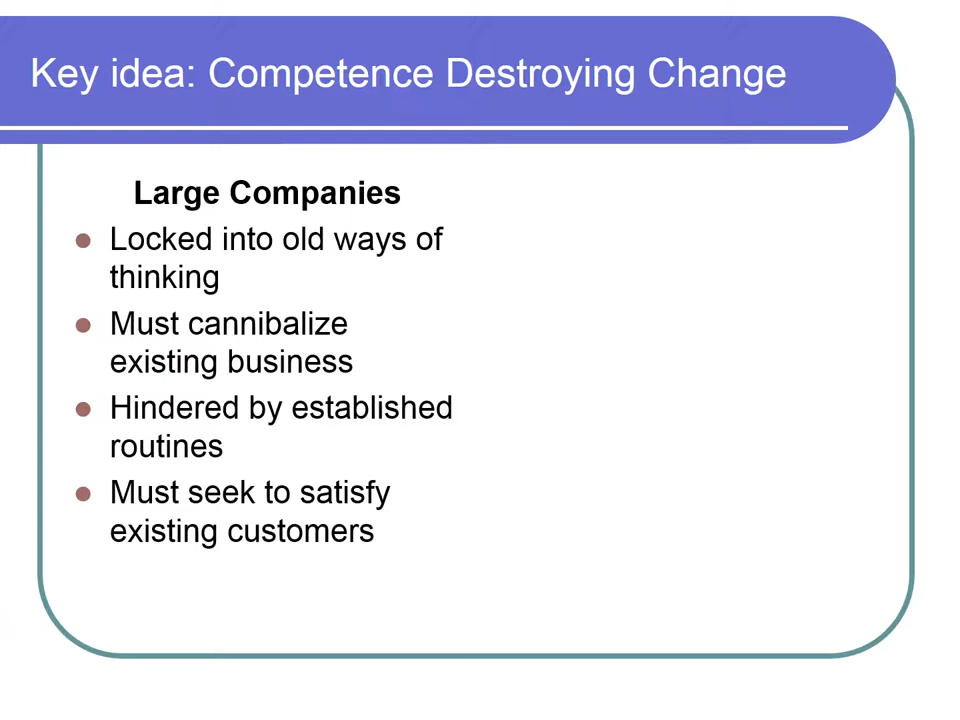 Key idea: Competence Destroying Change
Large Companies
Locked into old ways of
thinking
Must cannibalize
existing business
Hindered by established
routines
Must seek to satisfy
existing customers